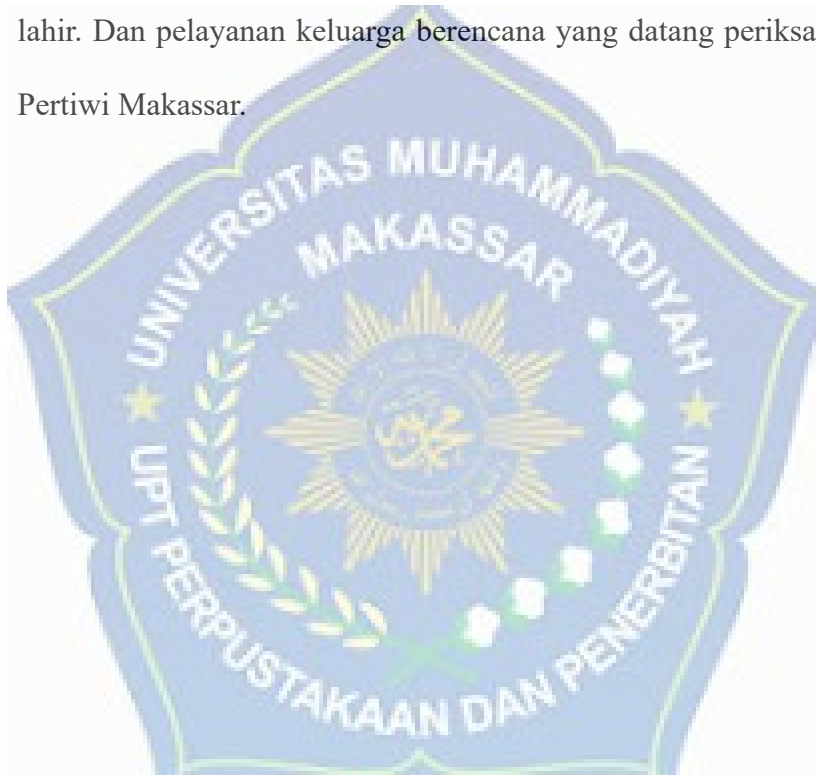 lahir. Dan pelayanan keluarga berencana yang datang periksa
Pertiwi Makassar.
UNIVERSITAS MUHAMMADIYAH
MAKASSAR
UPT PERPUSTAKAAN DAN PENERBITAN